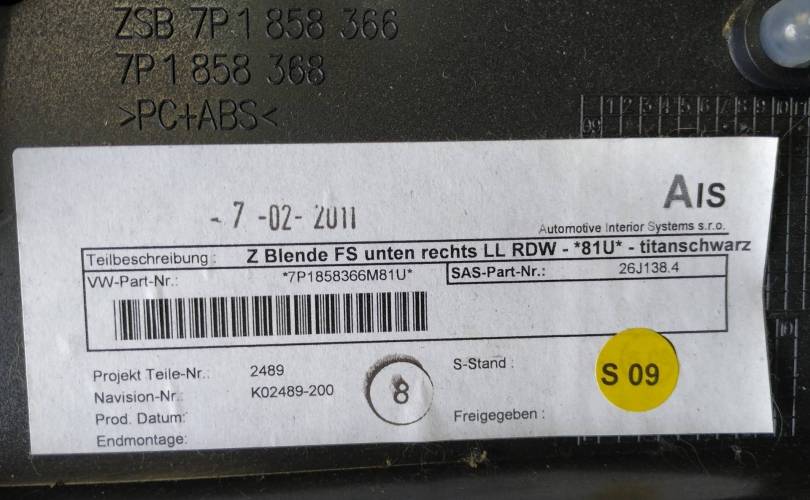 ZSB 7P1 858 366
7P1 858 368
>PC+ABS<
1 2 3 4 5 6 7 8 9 10 11
09
AIS
- 7 -02- 2011
Automotive Interior Systems s.r.o.
Teilbeschreibung : Z Blende FS unten rechts LL RDW - *81U* - titanschwarz
VW-Part-Nr.: *7P1858366M81U* SAS-Part-Nr.: 26J138.4
Projekt Teile-Nr.: 2489 S-Stand :
Navision-Nr.: K02489-200 8 S 09
Prod. Datum: Freigegeben :
Endmontage:
10